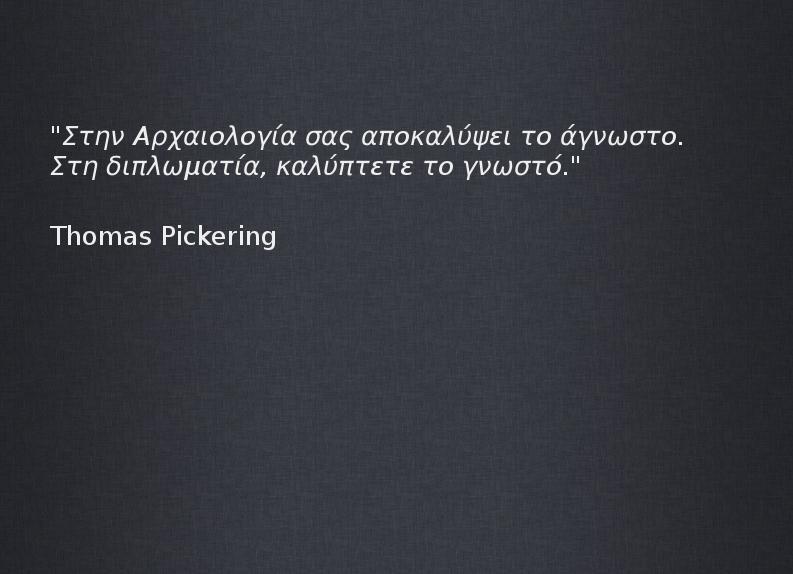 "Στην Αρχαιολογία σας αποκαλύψει το άγνωστο.
Στη διπλωματία, καλύπτετε το γνωστό."
Thomas Pickering